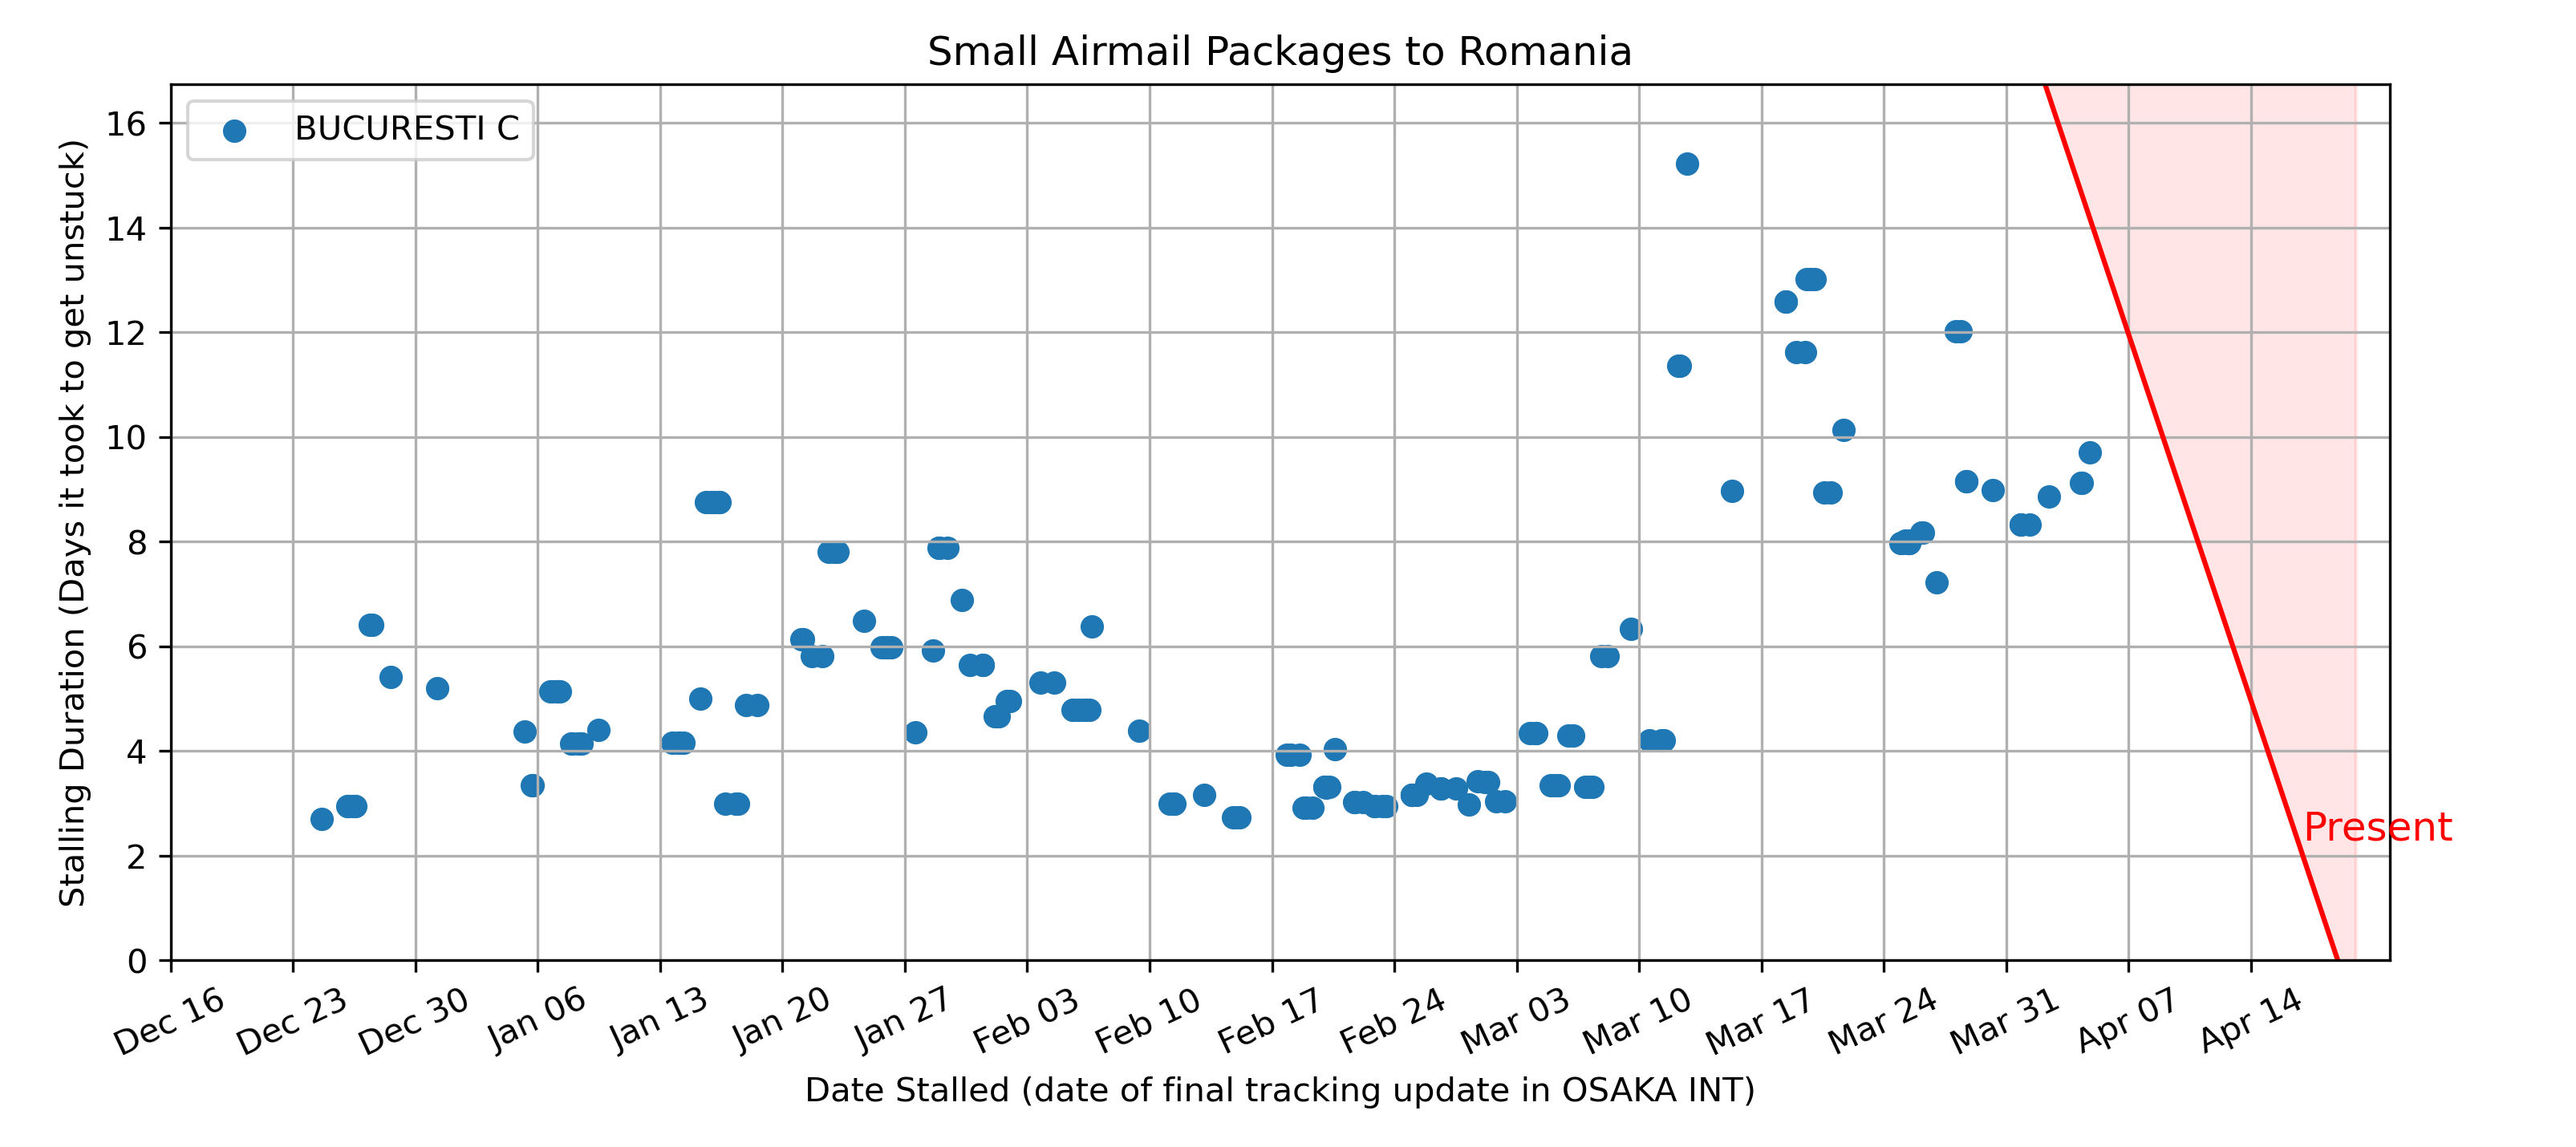 Small Airmail Packages to Romania
BUCURESTI C
Stalling Duration (Days it took to get unstuck)
16
14
12
10
8
6
4
2
0
Present
Dec 16
Dec 23
Dec 30
Jan 06
Jan 13
Jan 20
Jan 27
Feb 03
Feb 10
Feb 17
Feb 24
Mar 03
Mar 10
Mar 17
Mar 24
Mar 31
Apr 07
Apr 14
Date Stalled (date of final tracking update in OSAKA INT)